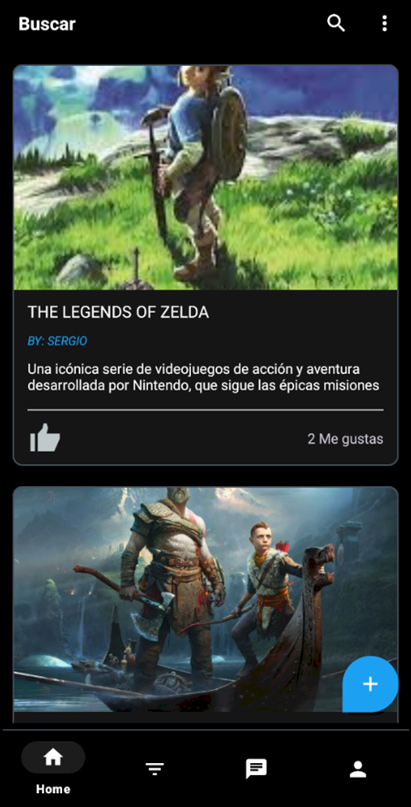 Buscar
THE LEGENDS OF ZELDA
BY: SERGIO
Una icónica serie de videojuegos de acción y aventura
desarrollada por Nintendo, que sigue las épicas misiones
2 Me gustas
Home